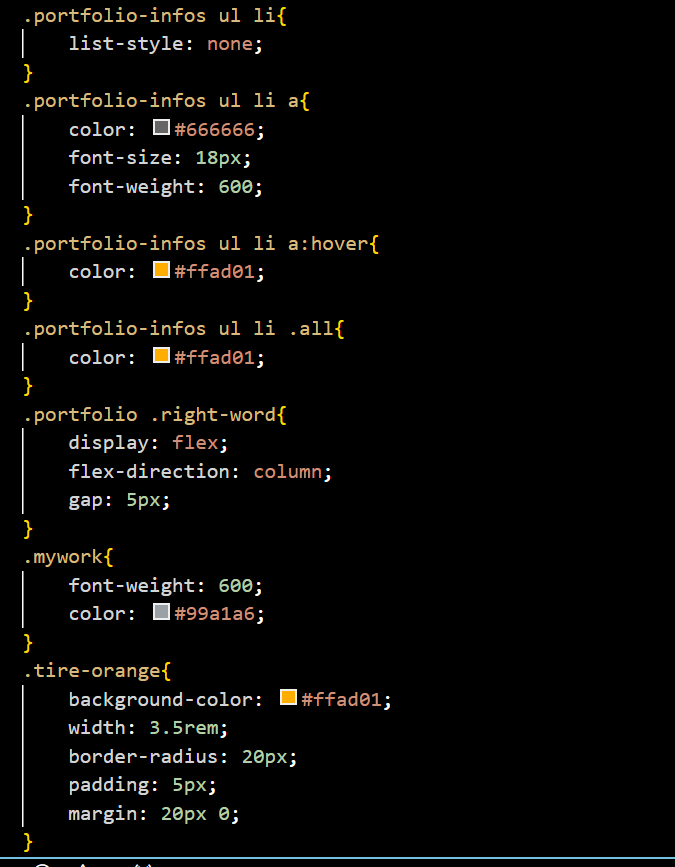 .portfolio-infos ul li{
    list-style: none;
}
.portfolio-infos ul li a{
    color: #666666;
    font-size: 18px;
    font-weight: 600;
}
.portfolio-infos ul li a:hover{
    color: #ffad01;
}
.portfolio-infos ul li .all{
    color: #ffad01;
}
.portfolio .right-word{
    display: flex;
    flex-direction: column;
    gap: 5px;
}
.mywork{
    font-weight: 600;
    color: #99a1a6;
}
.tire-orange{
    background-color: #ffad01;
    width: 3.5rem;
    border-radius: 20px;
    padding: 5px;
    margin: 20px 0;
}